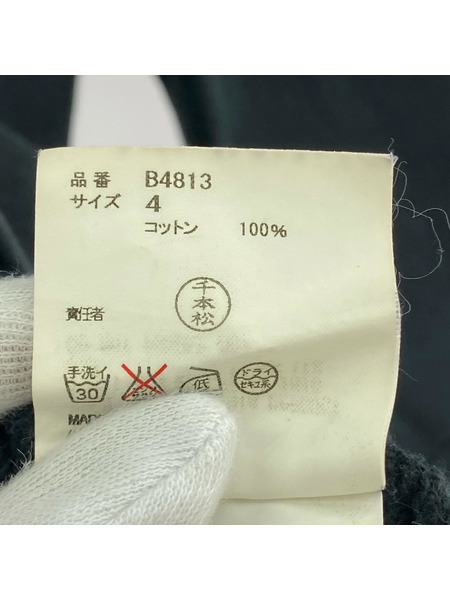 品番 B4813
サイズ 4
コットン 100%
責任者 千本松
手洗イ 30 低 ドライ セキユ系
MADE